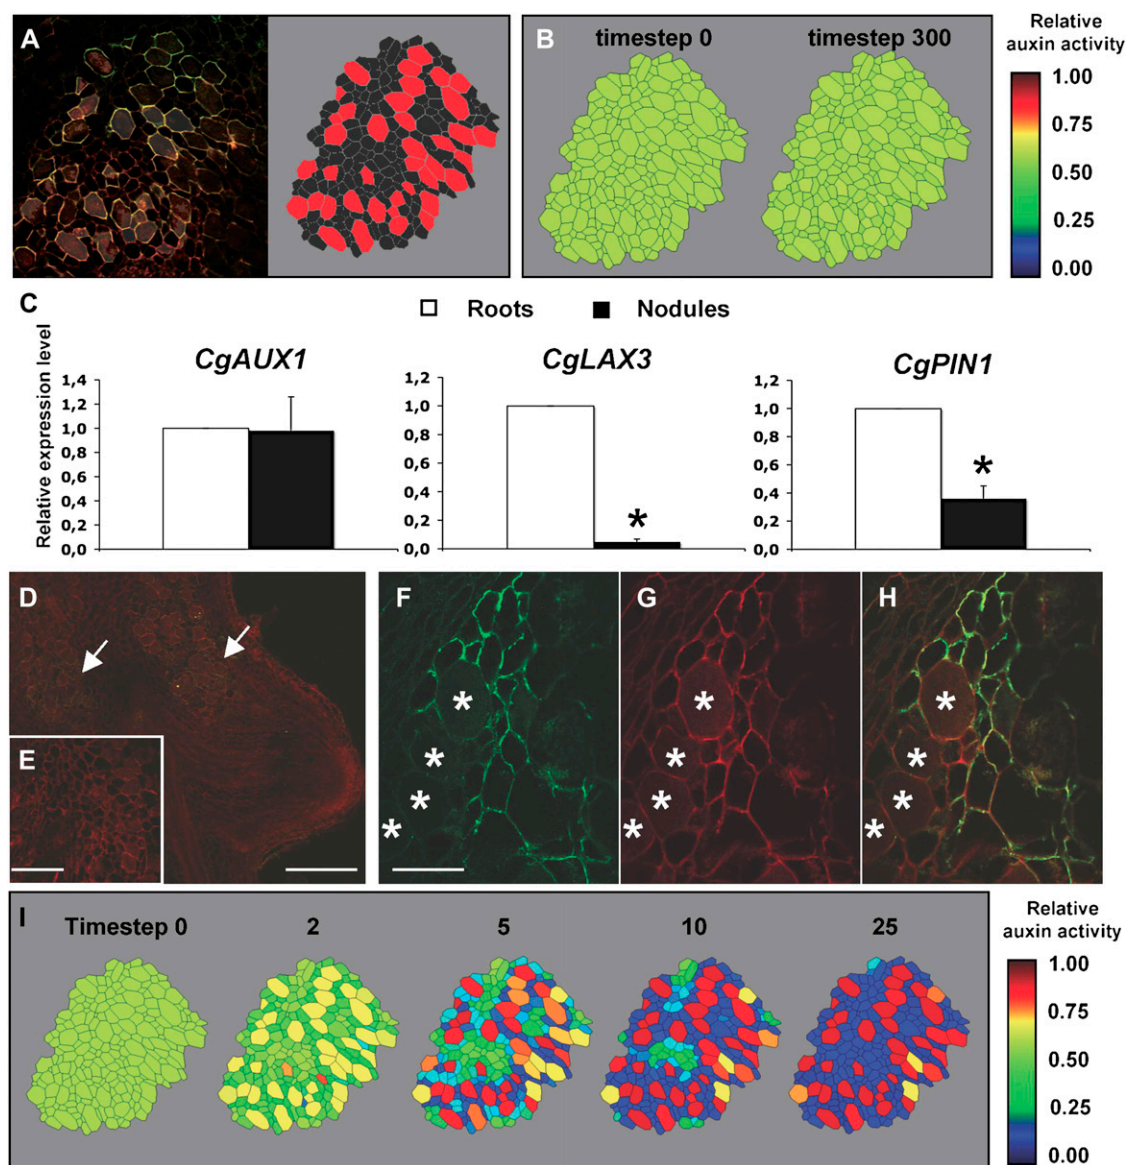 A
B
timestep 0
timestep 300
Relative
auxin activity
1.00
0.75
0.50
0.25
0.00
C
Roots
Nodules
Relative expression level
CgAUX1
1,4
1,2
1,0
0,8
0,6
0,4
0,2
0,0
CgLAX3
1,2
1,0
0,8
0,6
0,4
0,2
0,0
*
CgPIN1
1,2
1,0
0,8
0,6
0,4
0,2
0,0
*
D
E
F
*
*
*
*
G
*
*
*
*
H
*
*
*
*
I
Timestep 0
2
5
10
25
Relative
auxin activity
1.00
0.75
0.50
0.25
0.00